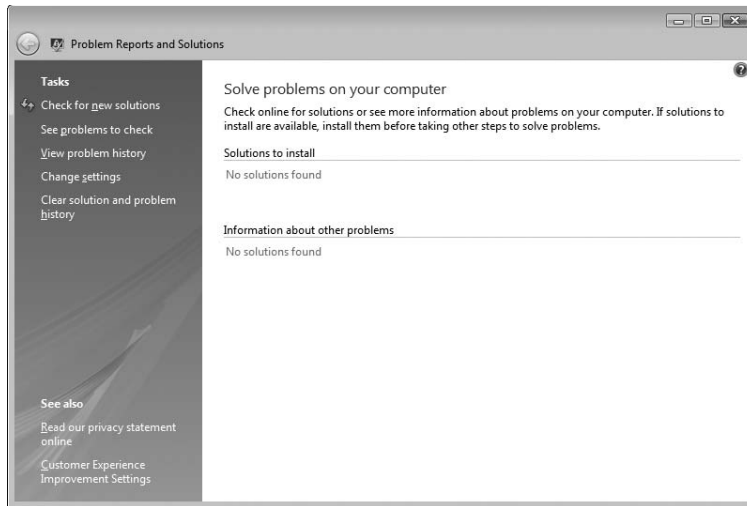 Problem Reports and Solutions
Tasks
Check for new solutions
See problems to check
View problem history
Change settings
Clear solution and problem
history
See also
Read our privacy statement
online
Customer Experience
Improvement Settings
?
Solve problems on your computer
Check online for solutions or see more information about problems on your computer. If solutions to
install are available, install them before taking other steps to solve problems.
Solutions to install
No solutions found
Information about other problems
No solutions found